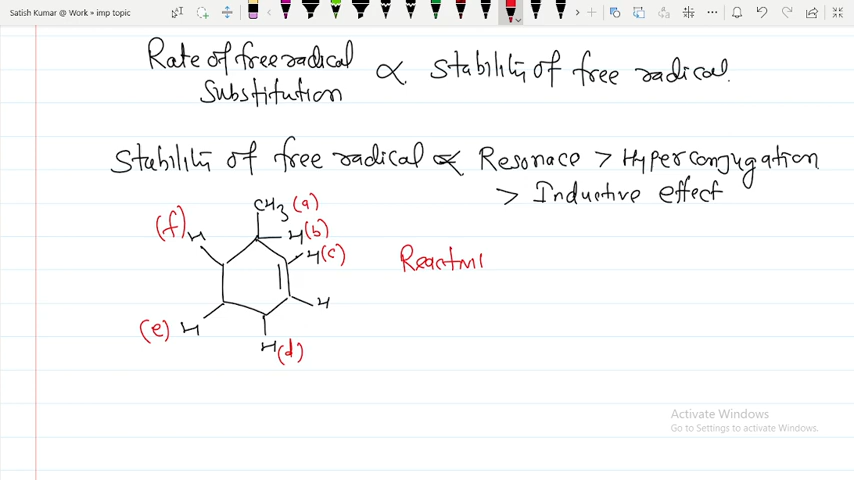 Satish Kumar @ Work » imp topic
Rate of free radical
Substitution
∝ Stability of free radical.
Stability of free radical ∝ Resonace > Hyperconjugation
> Inductive effect
CH3 (a)
(f) H
H (b)
H (c)
H
(e) H
H (d)
Activate Windows
Go to Settings to activate Windows.